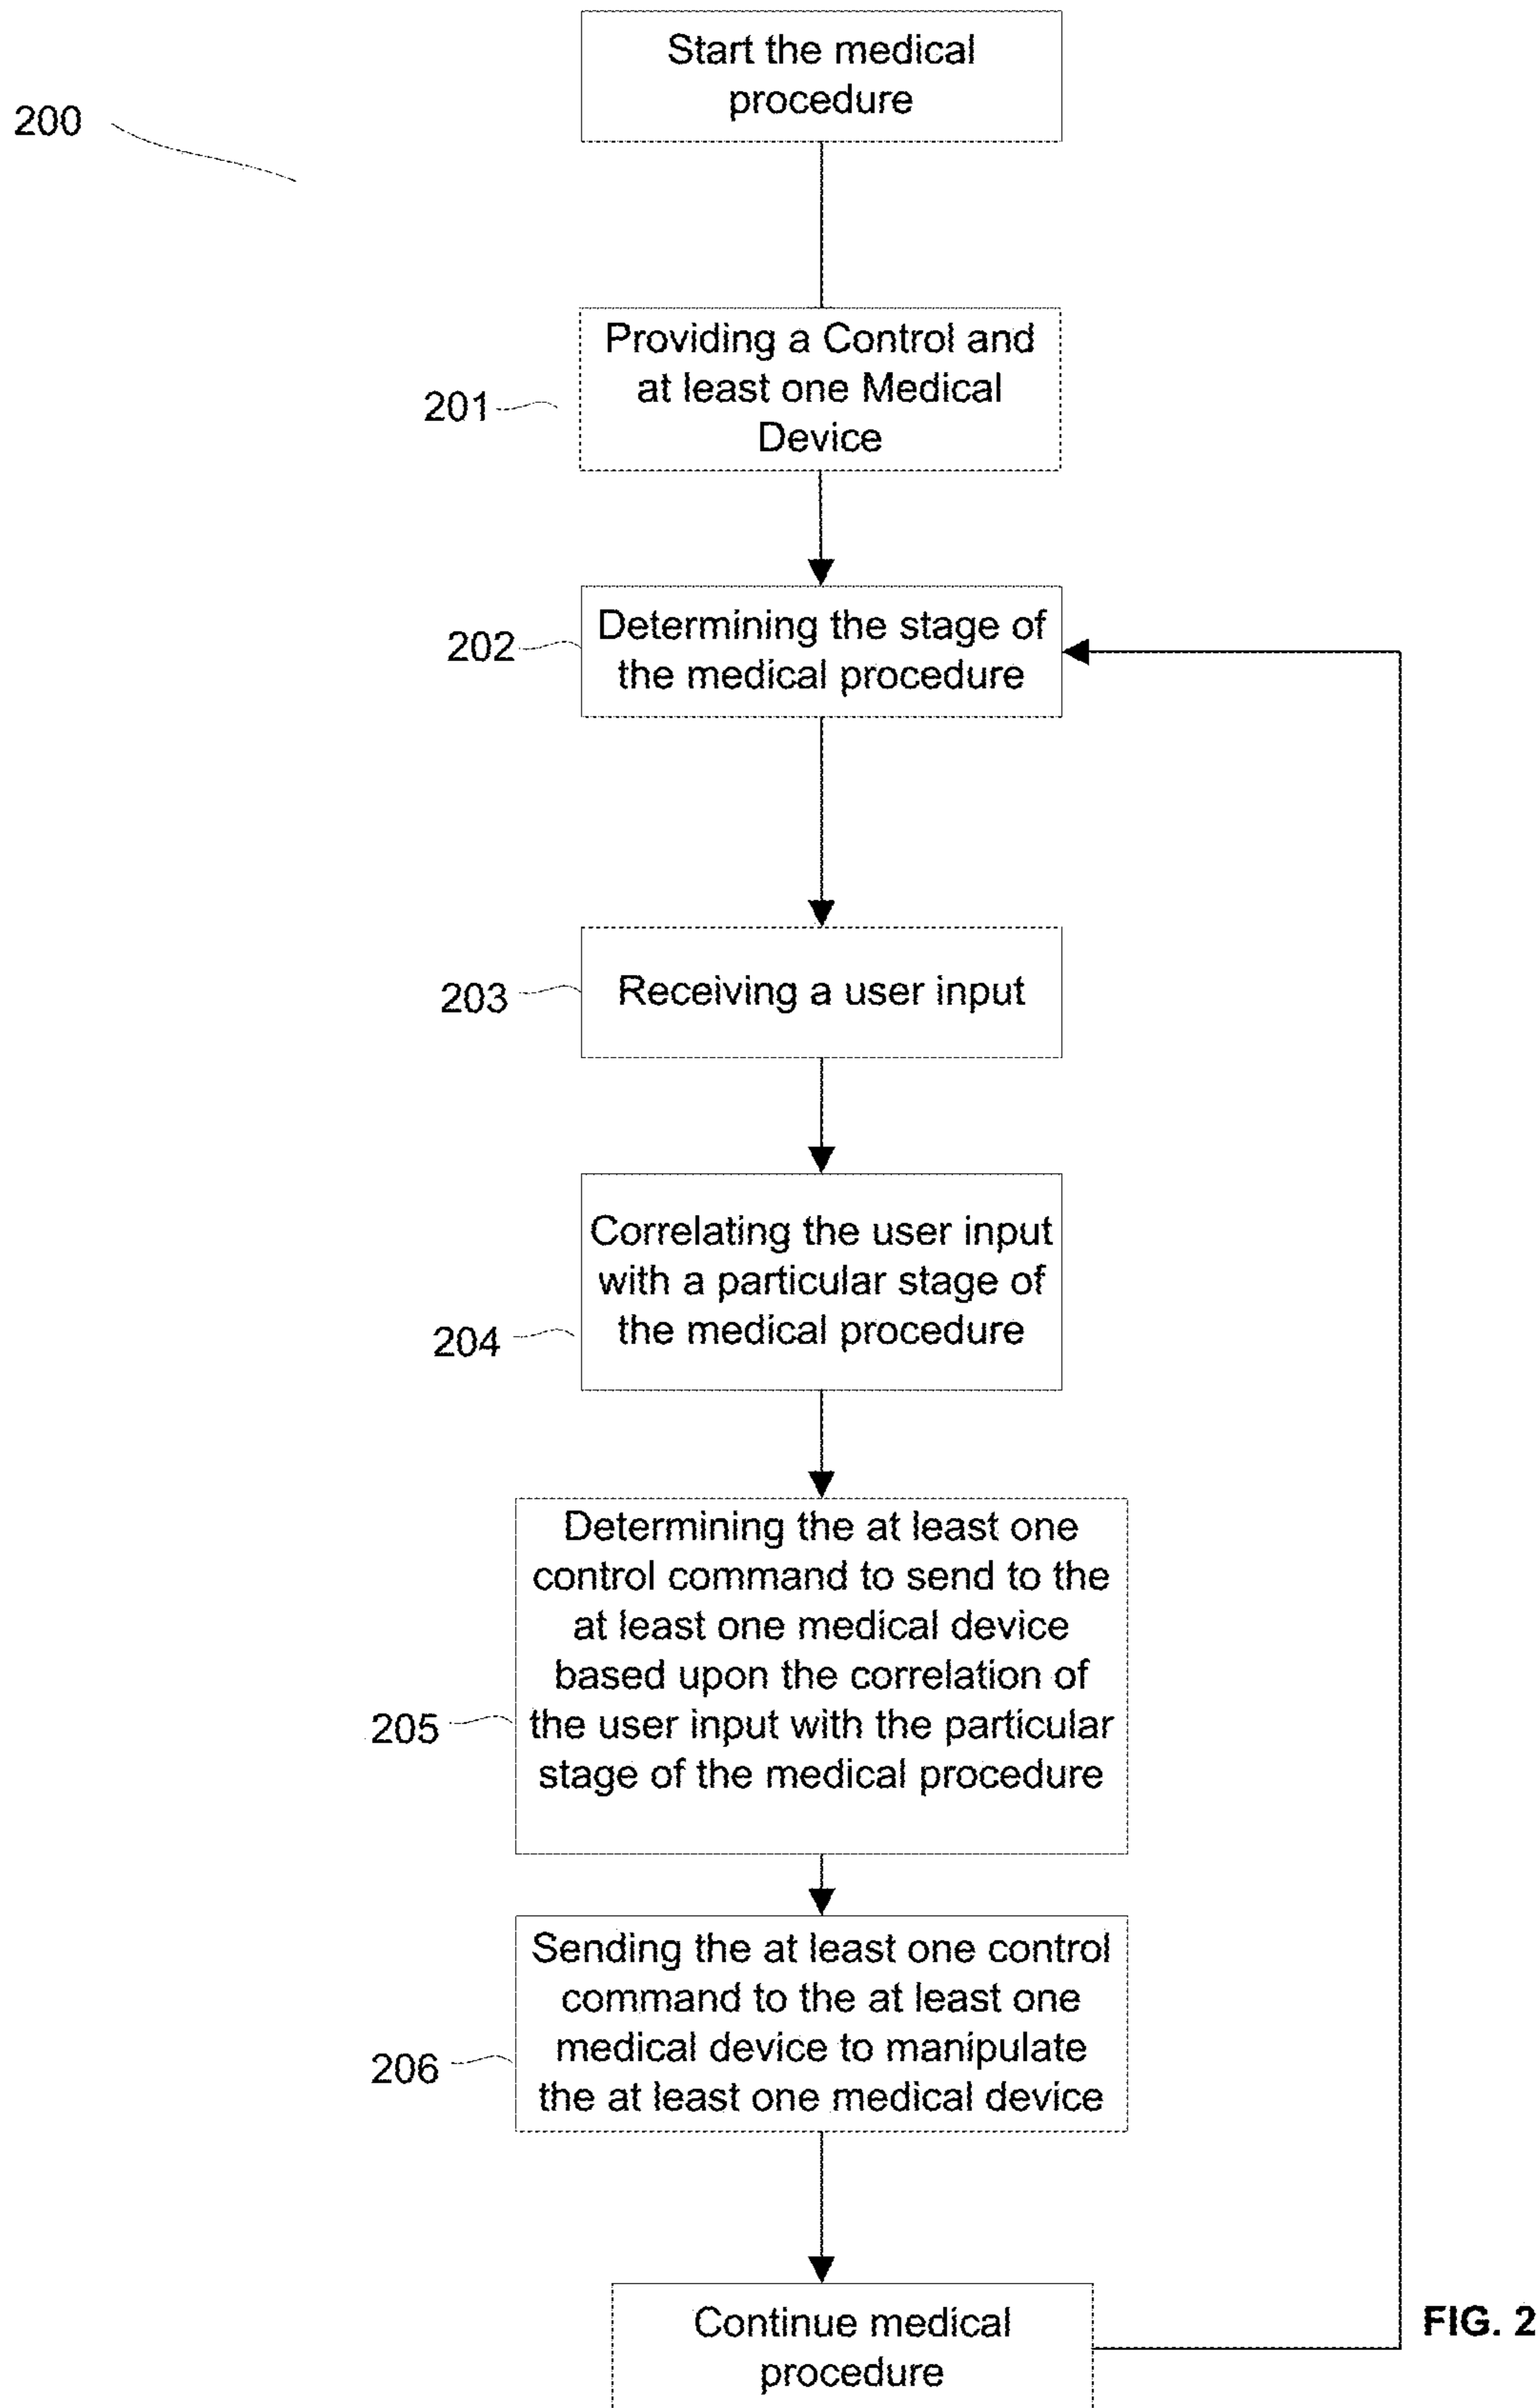 Start the medical
procedure
200
Providing a Control and
at least one Medical
Device
201
Determining the stage of
the medical procedure
202
Receiving a user input
203
Correlating the user input
with a particular stage of
the medical procedure
204
Determining the at least one
control command to send to the
at least one medical device
based upon the correlation of
the user input with the particular
stage of the medical procedure
205
Sending the at least one control
command to the at least one
medical device to manipulate
the at least one medical device
206
Continue medical
procedure
FIG. 2